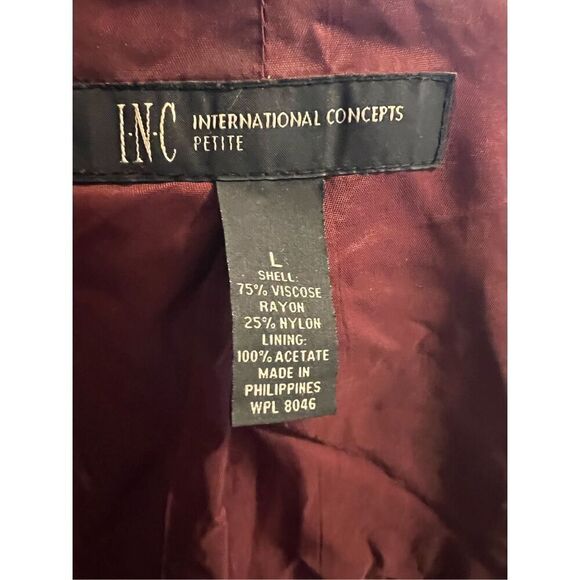 I·N·C INTERNATIONAL CONCEPTS
PETITE
L
SHELL:
75% VISCOSE
RAYON
25% NYLON
LINING:
100% ACETATE
MADE IN
PHILIPPINES
WPL 8046